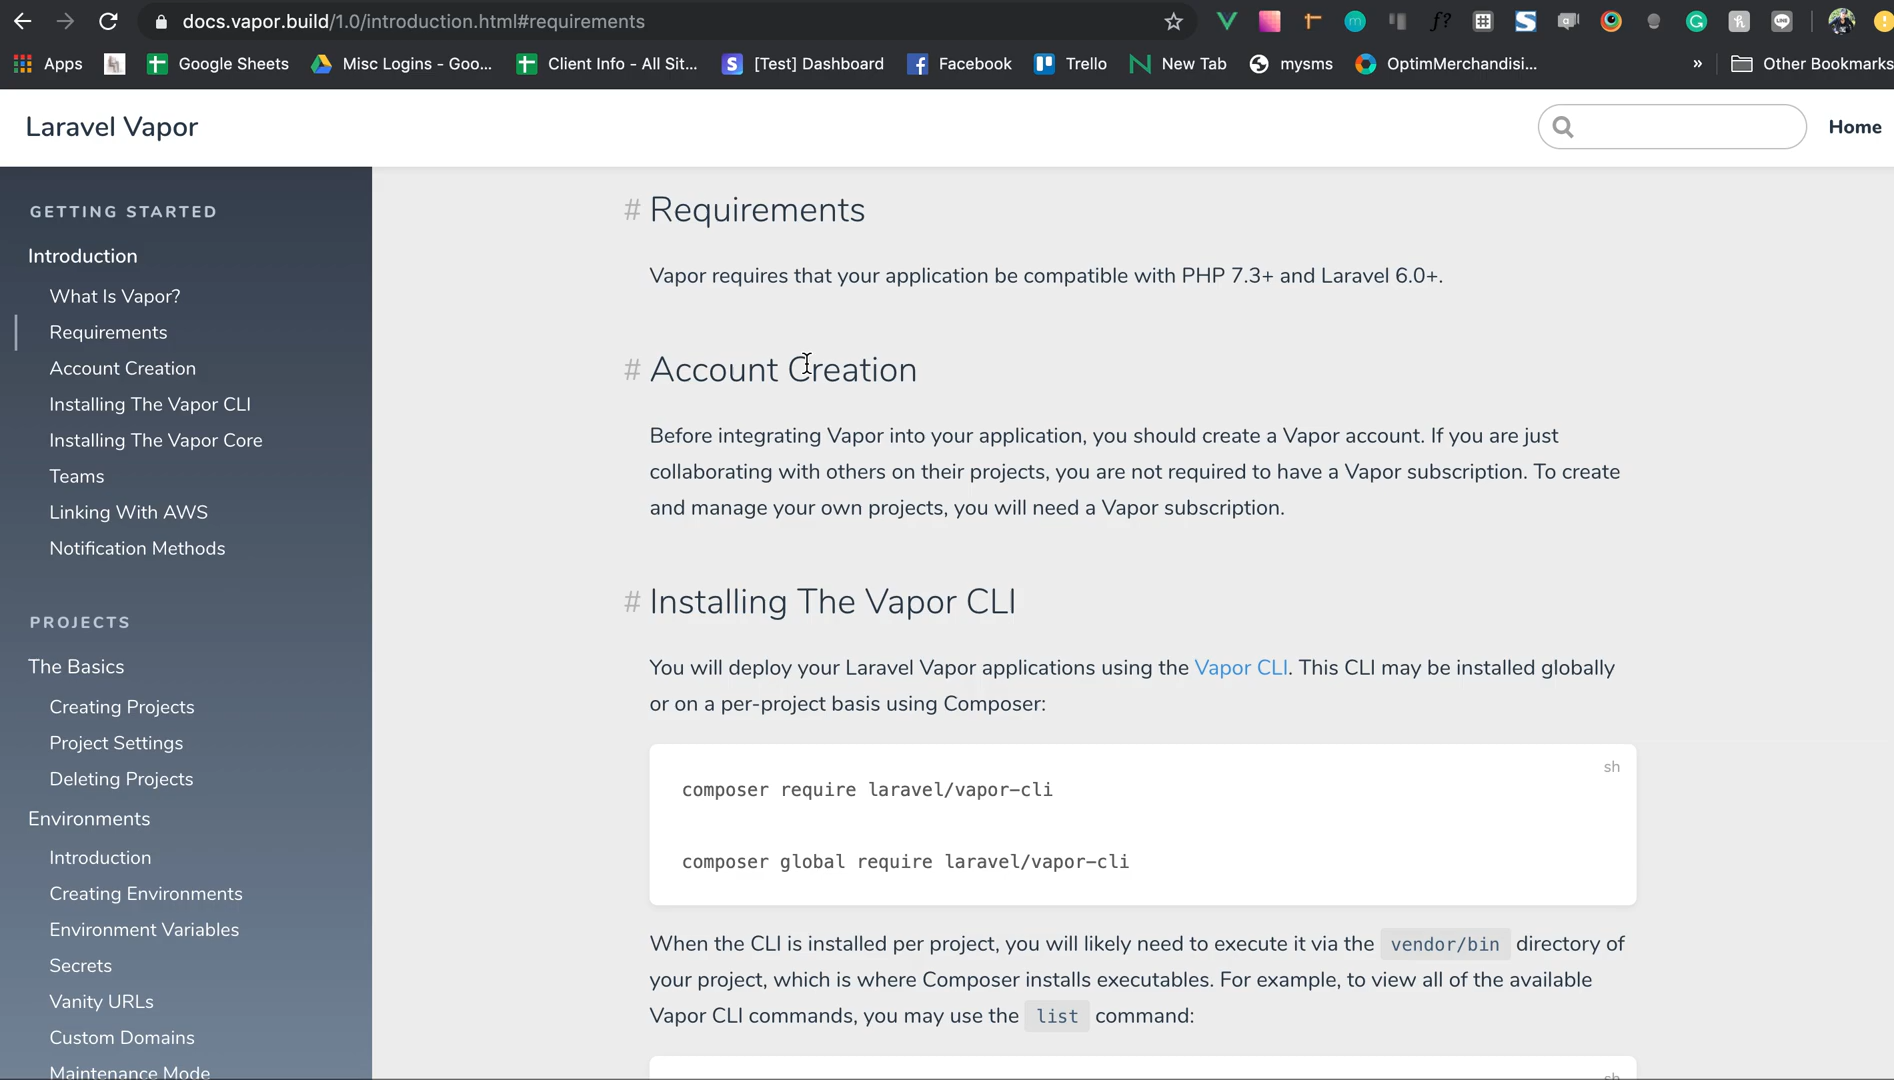 docs.vapor.build/1.0/introduction.html#requirements
Apps
Google Sheets
Misc Logins - Goo...
Client Info - All Sit...
[Test] Dashboard
Facebook
Trello
New Tab
mysms
OptimMerchandisi...
»
Other Bookmarks
Laravel Vapor
Home
GETTING STARTED
Introduction
What Is Vapor?
Requirements
Account Creation
Installing The Vapor CLI
Installing The Vapor Core
Teams
Linking With AWS
Notification Methods
PROJECTS
The Basics
Creating Projects
Project Settings
Deleting Projects
Environments
Introduction
Creating Environments
Environment Variables
Secrets
Vanity URLs
Custom Domains
Maintenance Mode
# Requirements
Vapor requires that your application be compatible with PHP 7.3+ and Laravel 6.0+.
# Account Creation
Before integrating Vapor into your application, you should create a Vapor account. If you are just
collaborating with others on their projects, you are not required to have a Vapor subscription. To create
and manage your own projects, you will need a Vapor subscription.
# Installing The Vapor CLI
You will deploy your Laravel Vapor applications using the Vapor CLI. This CLI may be installed globally
or on a per-project basis using Composer:
sh
composer require laravel/vapor-cli
composer global require laravel/vapor-cli
When the CLI is installed per project, you will likely need to execute it via the vendor/bin directory of
your project, which is where Composer installs executables. For example, to view all of the available
Vapor CLI commands, you may use the list command:
sh